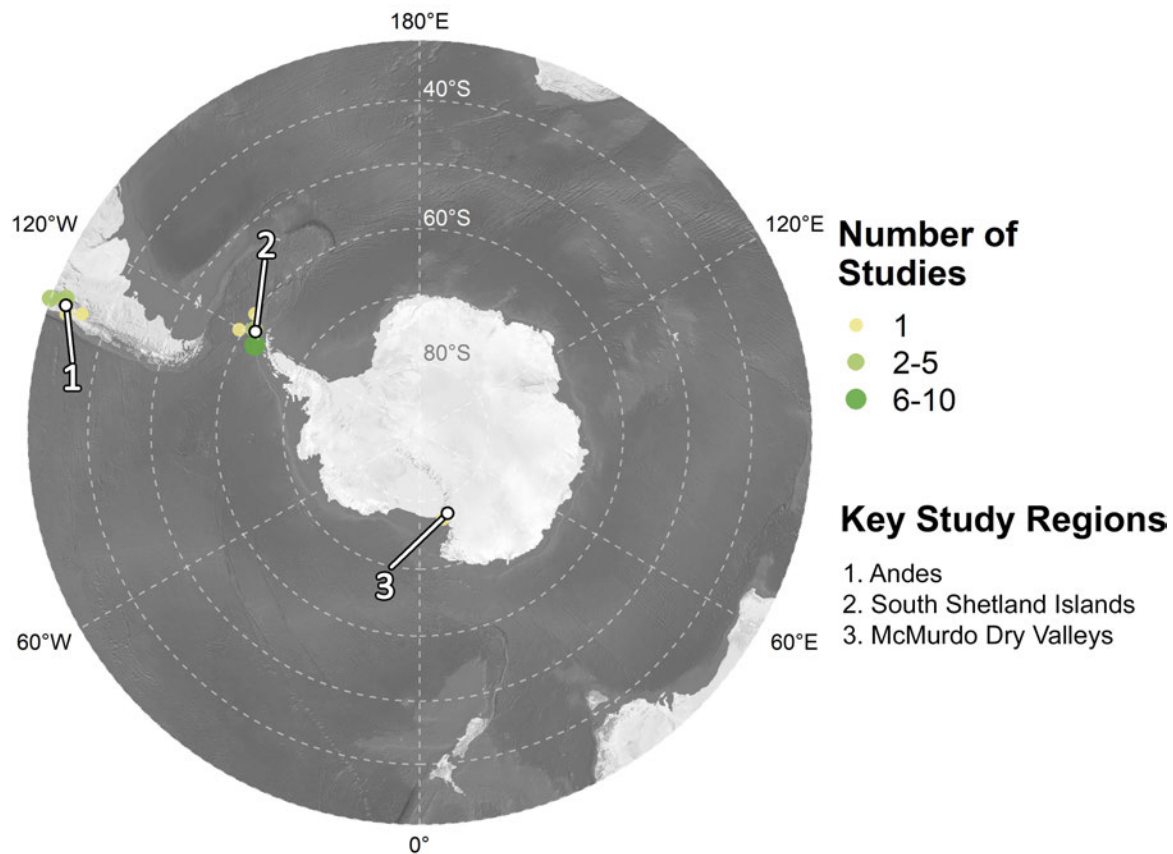 180°E
40°S
120°W
120°E
60°S
2
80°S
1
3
60°W
60°E
0°
Number of
Studies
1
2-5
6-10
Key Study Regions
1. Andes
2. South Shetland Islands
3. McMurdo Dry Valleys